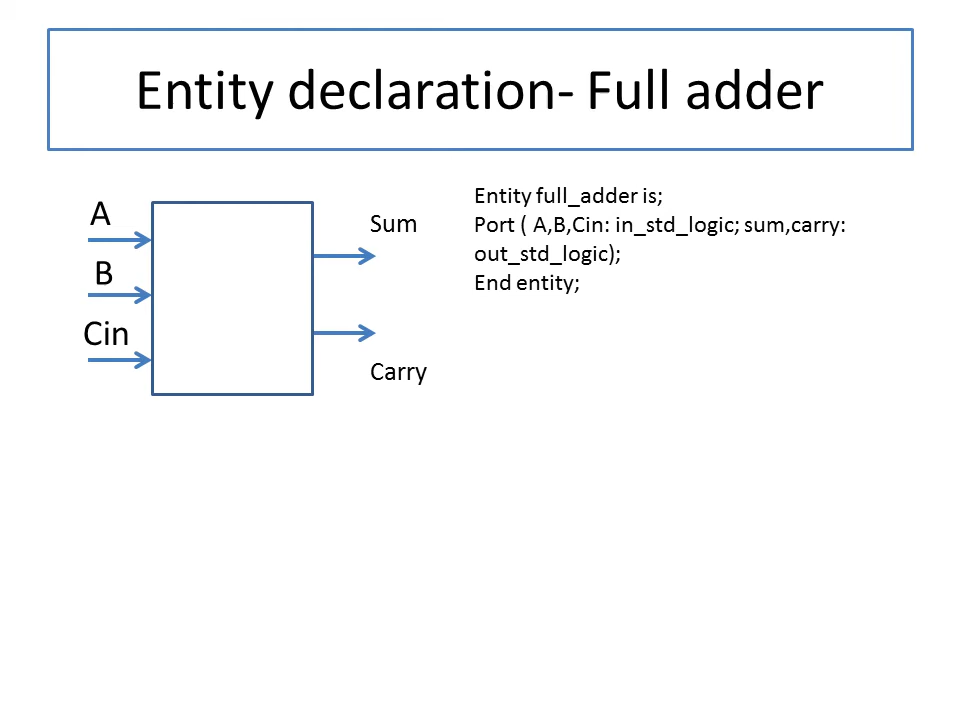 Entity declaration- Full adder
A
B
Cin
Sum
Carry
Entity full_adder is;
Port ( A,B,Cin: in_std_logic; sum,carry:
out_std_logic);
End entity;